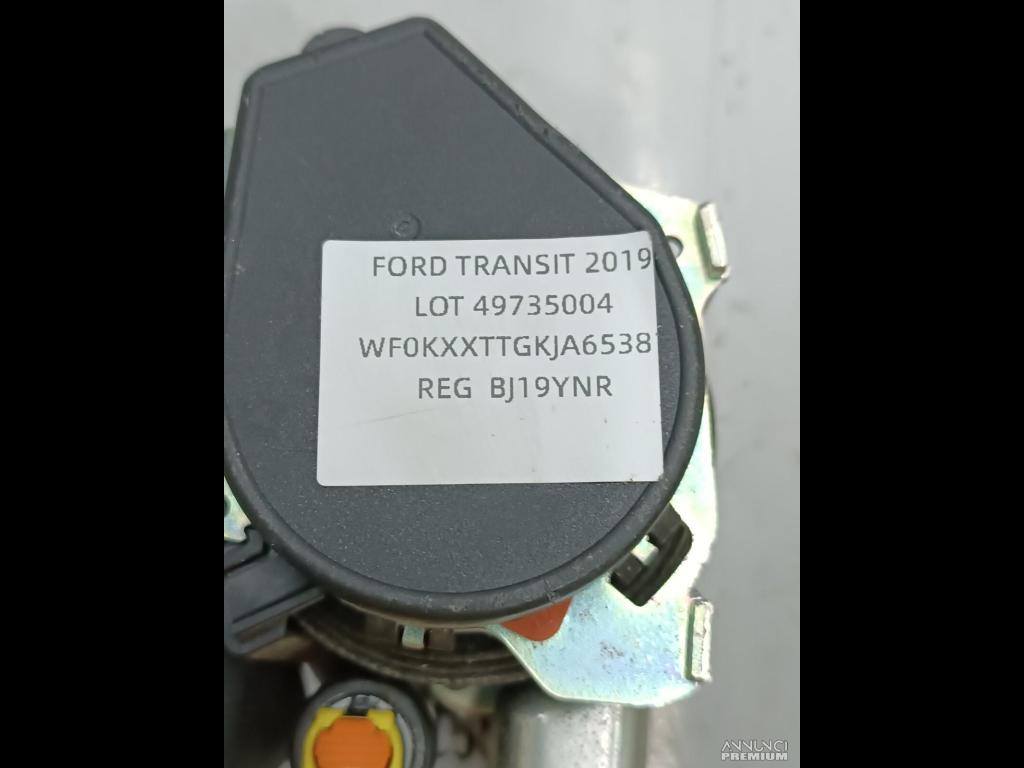 FORD TRANSIT 2019
LOT 49735004
WF0KXXTTGKJA6538
REG BJ19YNR
ANNUNCI
PREMIUM